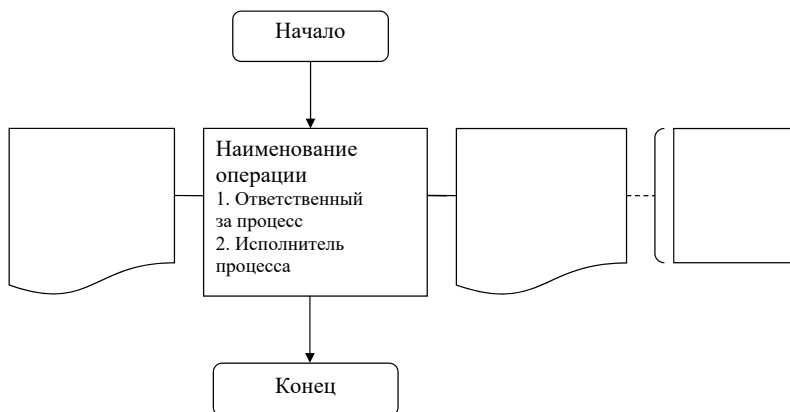 Начало
Наименование
операции
1. Ответственный
за процесс
2. Исполнитель
процесса
Конец